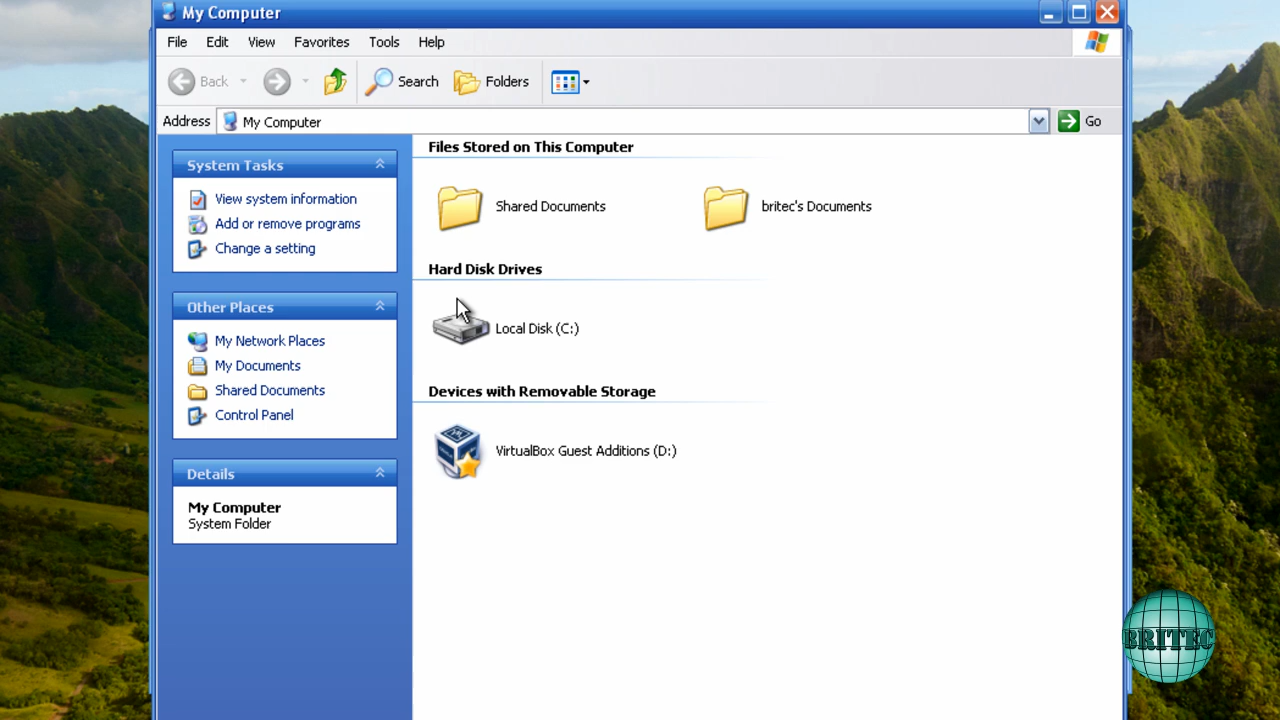 My Computer
File Edit View Favorites Tools Help
Back Search Folders
Address My Computer Go
System Tasks
View system information
Add or remove programs
Change a setting
Other Places
My Network Places
My Documents
Shared Documents
Control Panel
Details
My Computer
System Folder
Files Stored on This Computer
Shared Documents britec's Documents
Hard Disk Drives
Local Disk (C:)
Devices with Removable Storage
VirtualBox Guest Additions (D:)
BRITEC